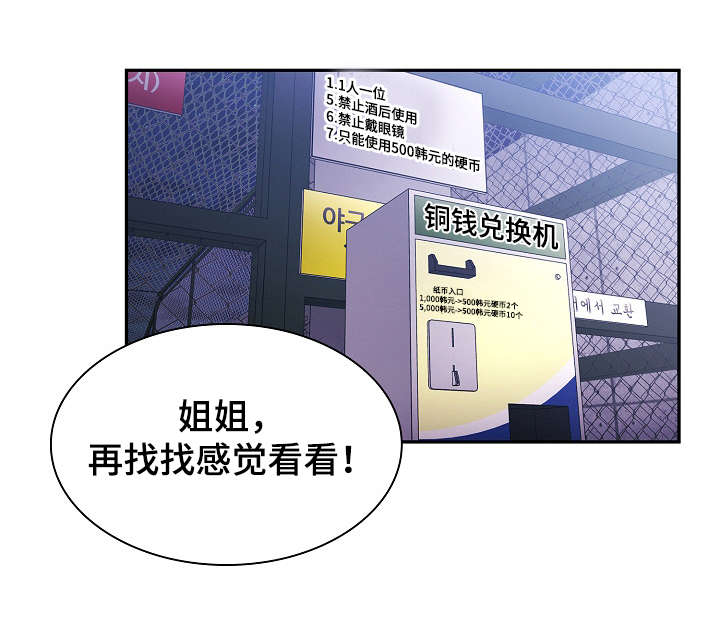 1.1人一位
5.禁止酒后使用
6.禁止戴眼镜
7.只能使用500韩元的硬币
야구
铜钱兑换机
纸币入口
1,000韩元->500韩元硬币2个
5,000韩元->500韩元硬币10个
에서 교환
姐姐，
再找找感觉看看！